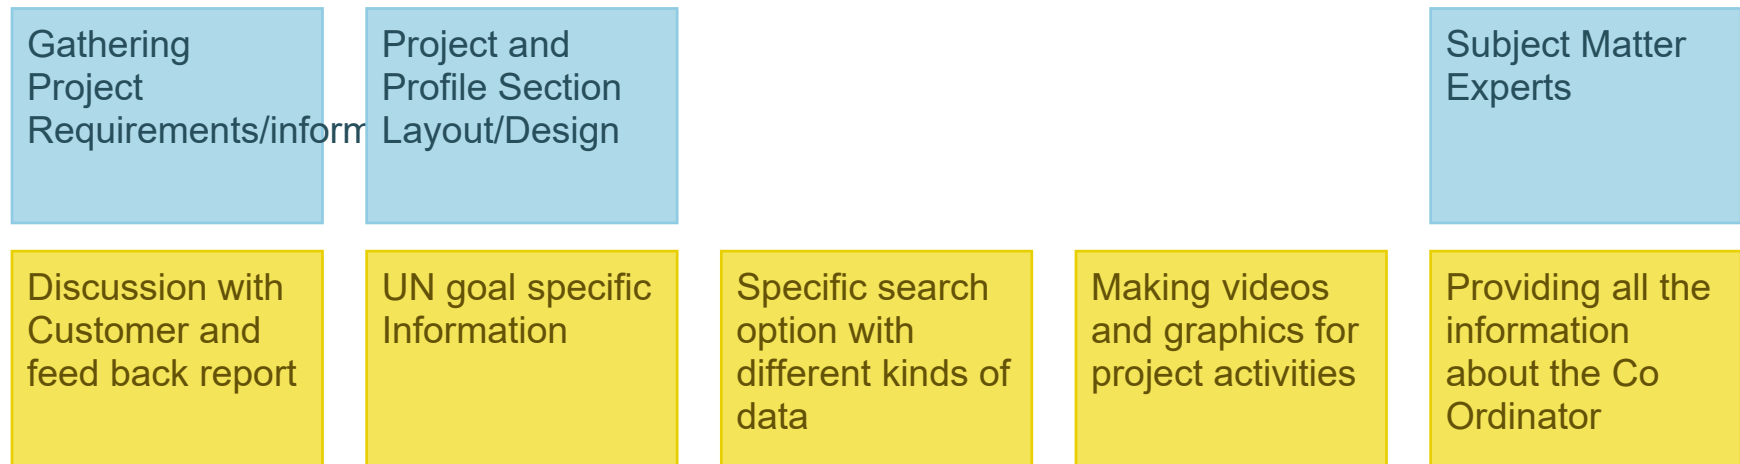 Gathering
Project
Requirements/inform
Project and
Profile Section
Layout/Design
Subject Matter
Experts
Discussion with
Customer and
feed back report
UN goal specific
Information
Specific search
option with
different kinds of
data
Making videos
and graphics for
project activities
Providing all the
information
about the Co
Ordinator